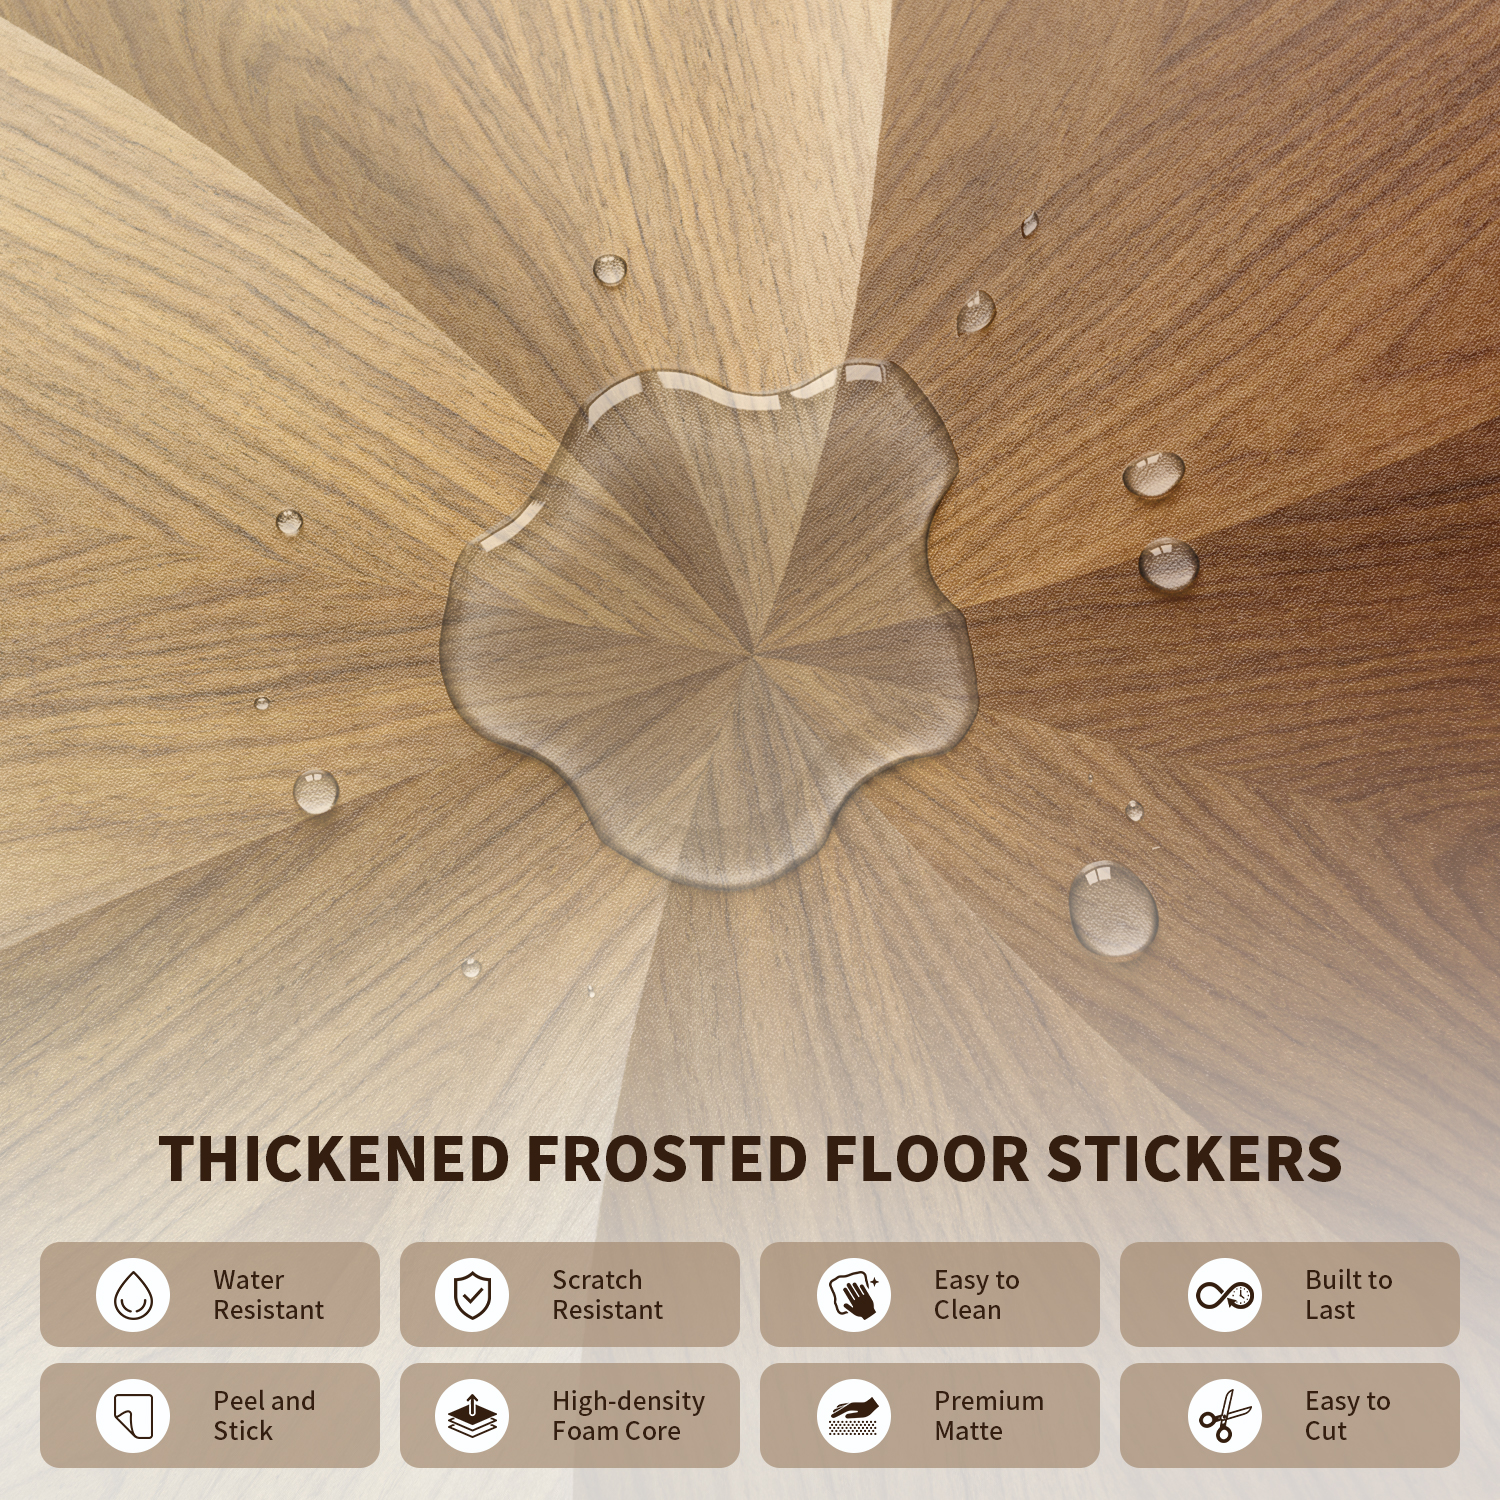 THICKENED FROSTED FLOOR STICKERS
Water
Resistant
Scratch
Resistant
Easy to
Clean
Built to
Last
Peel and
Stick
High-density
Foam Core
Premium
Matte
Easy to
Cut